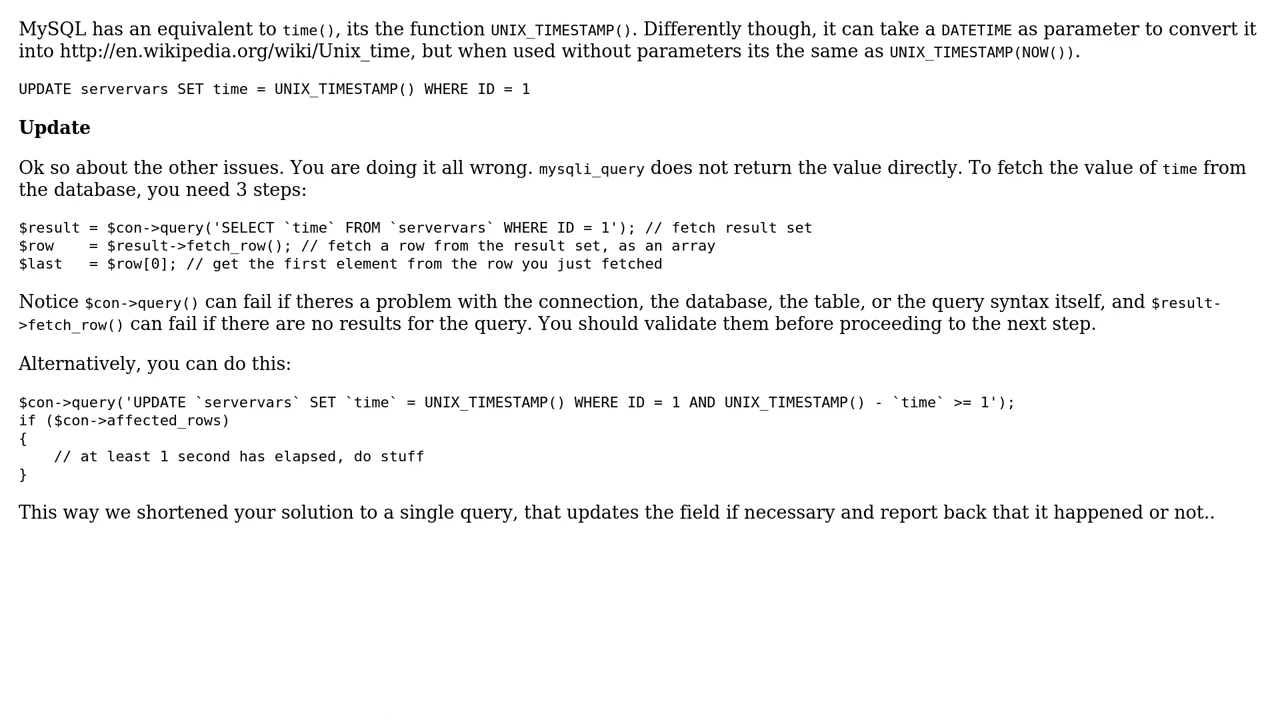 MySQL has an equivalent to time(), its the function UNIX_TIMESTAMP(). Differently though, it can take a DATETIME as parameter to convert it
into http://en.wikipedia.org/wiki/Unix_time, but when used without parameters its the same as UNIX_TIMESTAMP(NOW()).
UPDATE servervars SET time = UNIX_TIMESTAMP() WHERE ID = 1
Update
Ok so about the other issues. You are doing it all wrong. mysqli_query does not return the value directly. To fetch the value of time from
the database, you need 3 steps:
$result = $con->query('SELECT `time` FROM `servervars` WHERE ID = 1'); // fetch result set
$row    = $result->fetch_row(); // fetch a row from the result set, as an array
$last   = $row[0]; // get the first element from the row you just fetched
Notice $con->query() can fail if theres a problem with the connection, the database, the table, or the query syntax itself, and $result-
>fetch_row() can fail if there are no results for the query. You should validate them before proceeding to the next step.
Alternatively, you can do this:
$con->query('UPDATE `servervars` SET `time` = UNIX_TIMESTAMP() WHERE ID = 1 AND UNIX_TIMESTAMP() - `time` >= 1');
if ($con->affected_rows)
{
    // at least 1 second has elapsed, do stuff
}
This way we shortened your solution to a single query, that updates the field if necessary and report back that it happened or not..